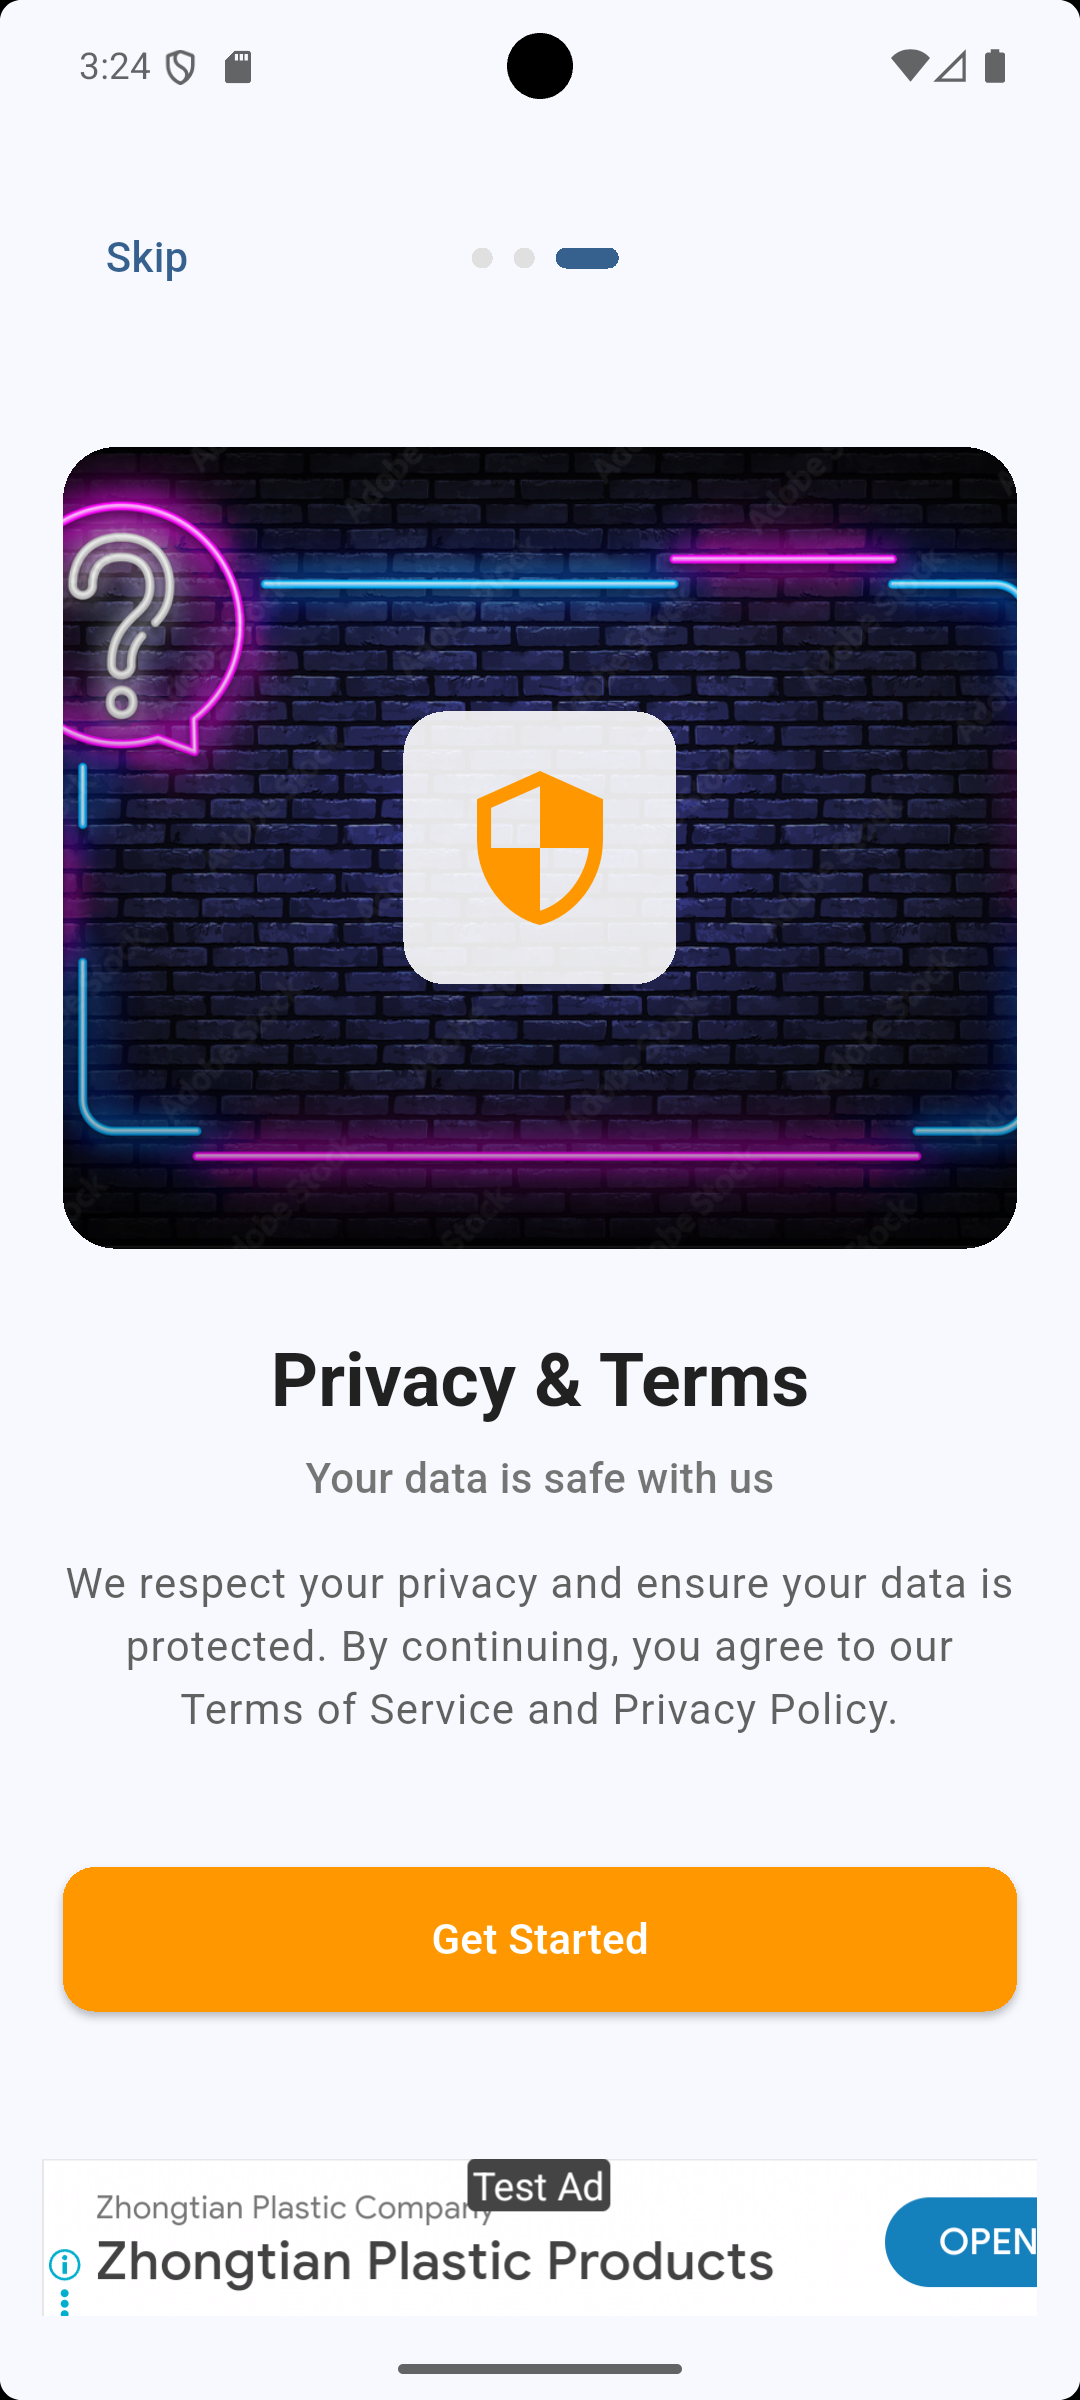 3:24
Skip
Privacy & Terms
Your data is safe with us
We respect your privacy and ensure your data is
protected. By continuing, you agree to our
Terms of Service and Privacy Policy.
Get Started
Test Ad
Zhongtian Plastic Company
Zhongtian Plastic Products
OPEN